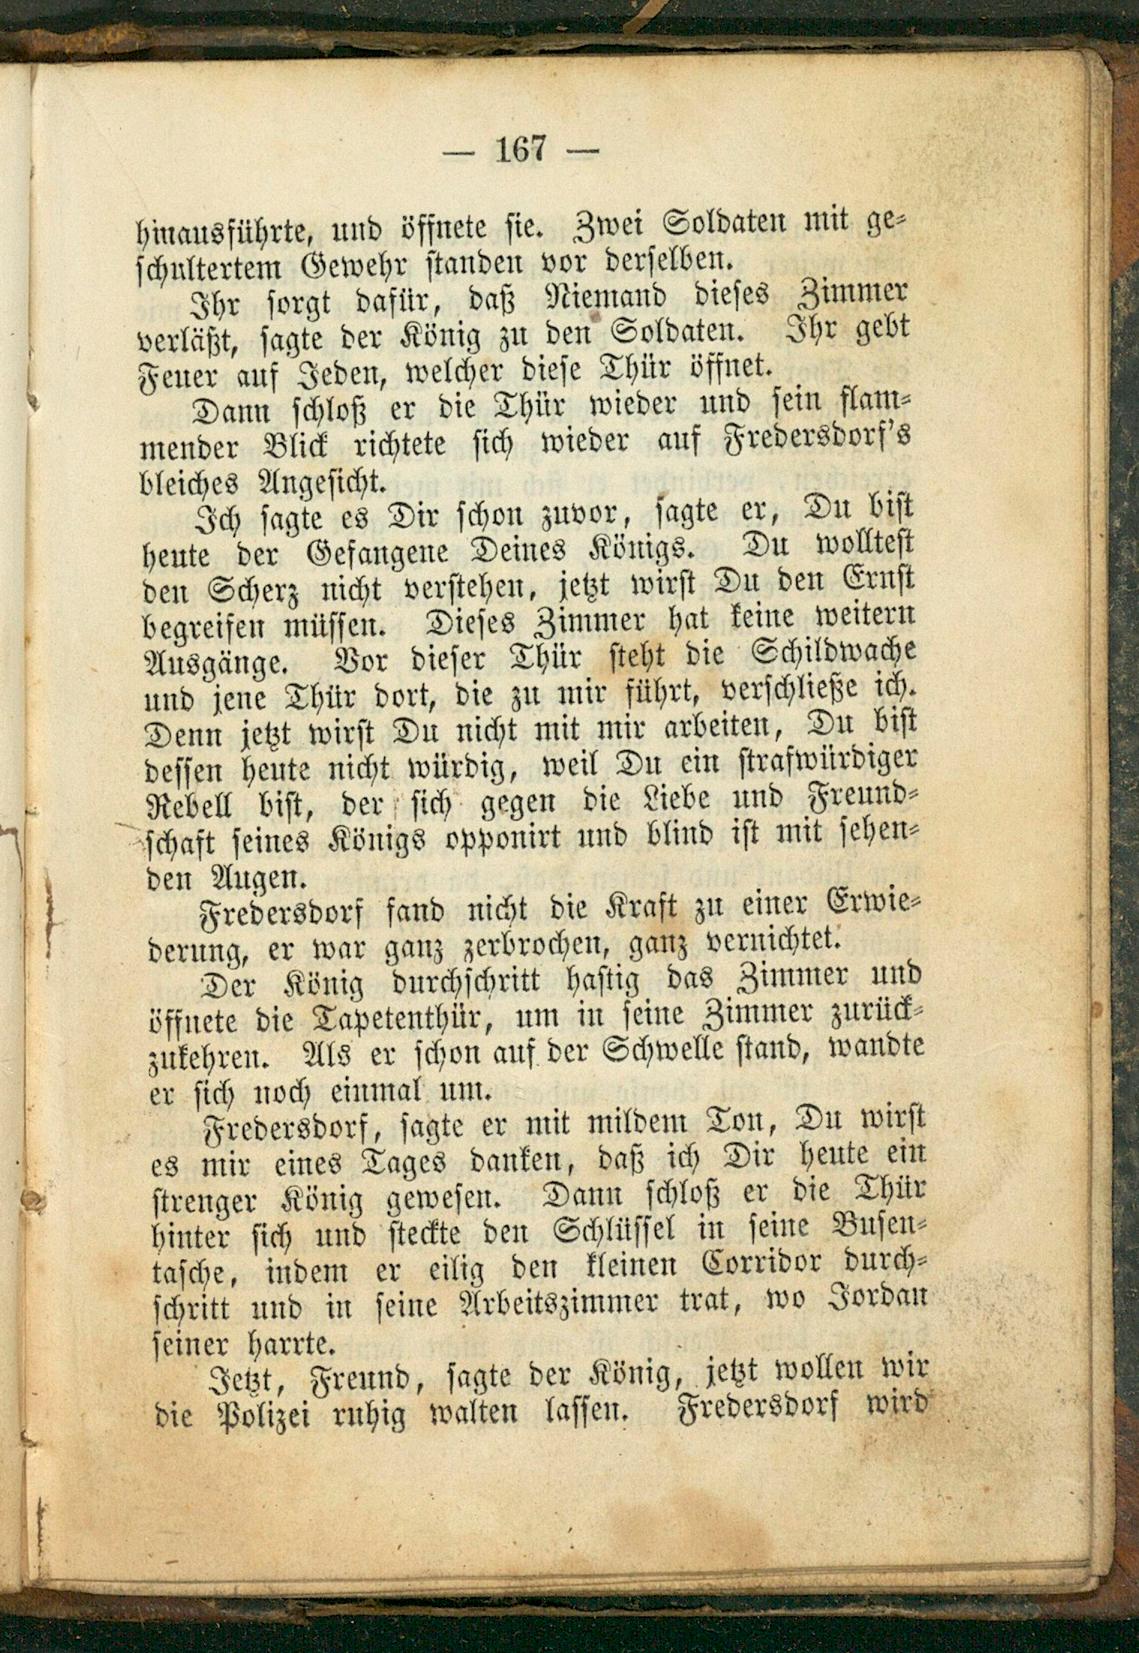 — 167 —
hinausführte, und öffnete sie. Zwei Soldaten mit ge-
schultertem Gewehr standen vor derselben.
Ihr sorgt dafür, daß Niemand dieses Zimmer
verläßt, sagte der König zu den Soldaten. Ihr gebt
Feuer auf Jeden, welcher diese Thür öffnet.
Dann schloß er die Thür wieder und sein flam-
mender Blick richtete sich wieder auf Fredersdorf's
bleiches Angesicht.
Ich sagte es Dir schon zuvor, sagte er, Du bist
heute der Gefangene Deines Königs. Du wolltest
den Scherz nicht verstehen, jetzt wirst Du den Ernst
begreifen müssen. Dieses Zimmer hat keine weitern
Ausgänge. Vor dieser Thür steht die Schildwache
und jene Thür dort, die zu mir führt, verschließe ich.
Denn jetzt wirst Du nicht mit mir arbeiten, Du bist
dessen heute nicht würdig, weil Du ein strafwürdiger
Rebell bist, der sich gegen die Liebe und Freund-
schaft seines Königs opponirt und blind ist mit sehen-
den Augen.
Fredersdorf fand nicht die Kraft zu einer Erwie-
derung, er war ganz zerbrochen, ganz vernichtet.
Der König durchschritt hastig das Zimmer und
öffnete die Tapetenthür, um in seine Zimmer zurück-
zukehren. Als er schon auf der Schwelle stand, wandte
er sich noch einmal um.
Fredersdorf, sagte er mit mildem Ton, Du wirst
es mir eines Tages danken, daß ich Dir heute ein
strenger König gewesen. Dann schloß er die Thür
hinter sich und steckte den Schlüssel in seine Busen-
tasche, indem er eilig den kleinen Corridor durch-
schritt und in seine Arbeitszimmer trat, wo Jordan
seiner harrte.
Jetzt, Freund, sagte der König, jetzt wollen wir
die Polizei ruhig walten lassen. Fredersdorf wird